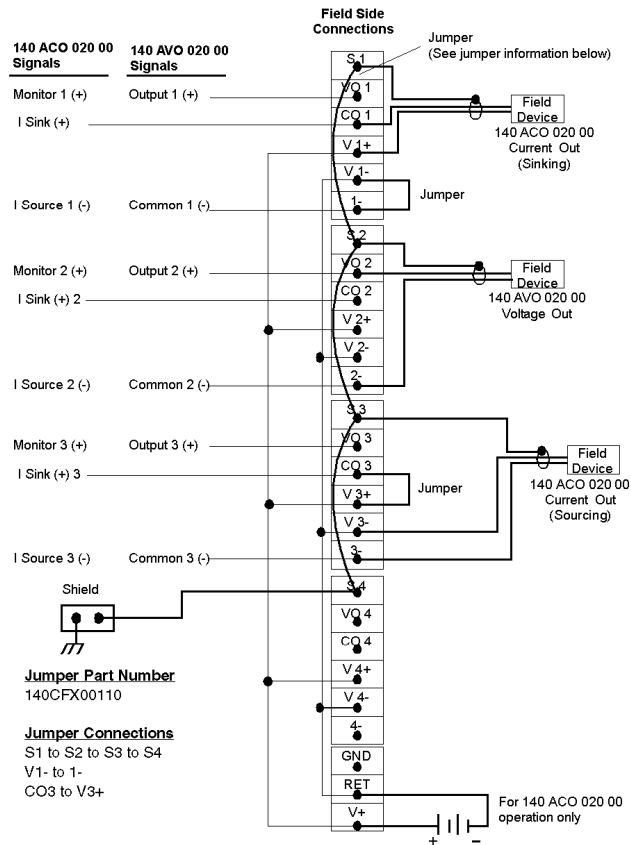 Field Side
Connections
140 ACO 020 00
Signals
140 AVO 020 00
Signals
Jumper
(See jumper information below)
S 1
Monitor 1 (+)
Output 1 (+)
VO 1
I Sink (+)
CO 1
V 1+
V 1-
I Source 1 (-)
Common 1 (-)
1-
Jumper
Field
Device
140 ACO 020 00
Current Out
(Sinking)
S 2
Monitor 2 (+)
Output 2 (+)
VO 2
I Sink (+) 2
CO 2
V 2+
V 2-
I Source 2 (-)
Common 2 (-)
2-
Field
Device
140 AVO 020 00
Voltage Out
S 3
Monitor 3 (+)
Output 3 (+)
VO 3
I Sink (+) 3
CO 3
V 3+
Jumper
V 3-
I Source 3 (-)
Common 3 (-)
3-
Field
Device
140 ACO 020 00
Current Out
(Sourcing)
Shield
S 4
VO 4
CO 4
V 4+
V 4-
4-
GND
RET
V+
Jumper Part Number
140CFX00110
Jumper Connections
S1 to S2 to S3 to S4
V1- to 1-
CO3 to V3+
For 140 ACO 020 00
operation only
+ -